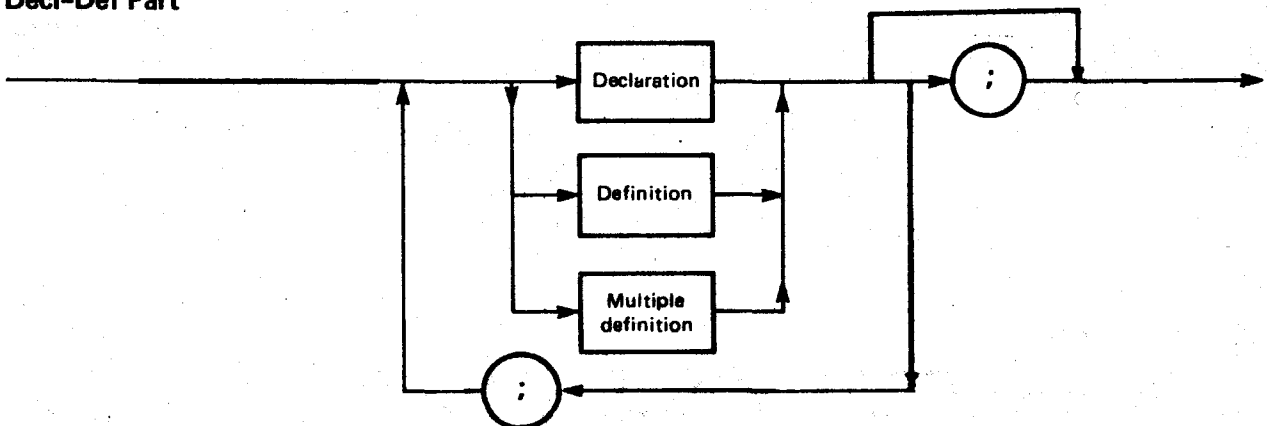 Decl-Def Part
Declaration
;
Definition
Multiple
definition
;